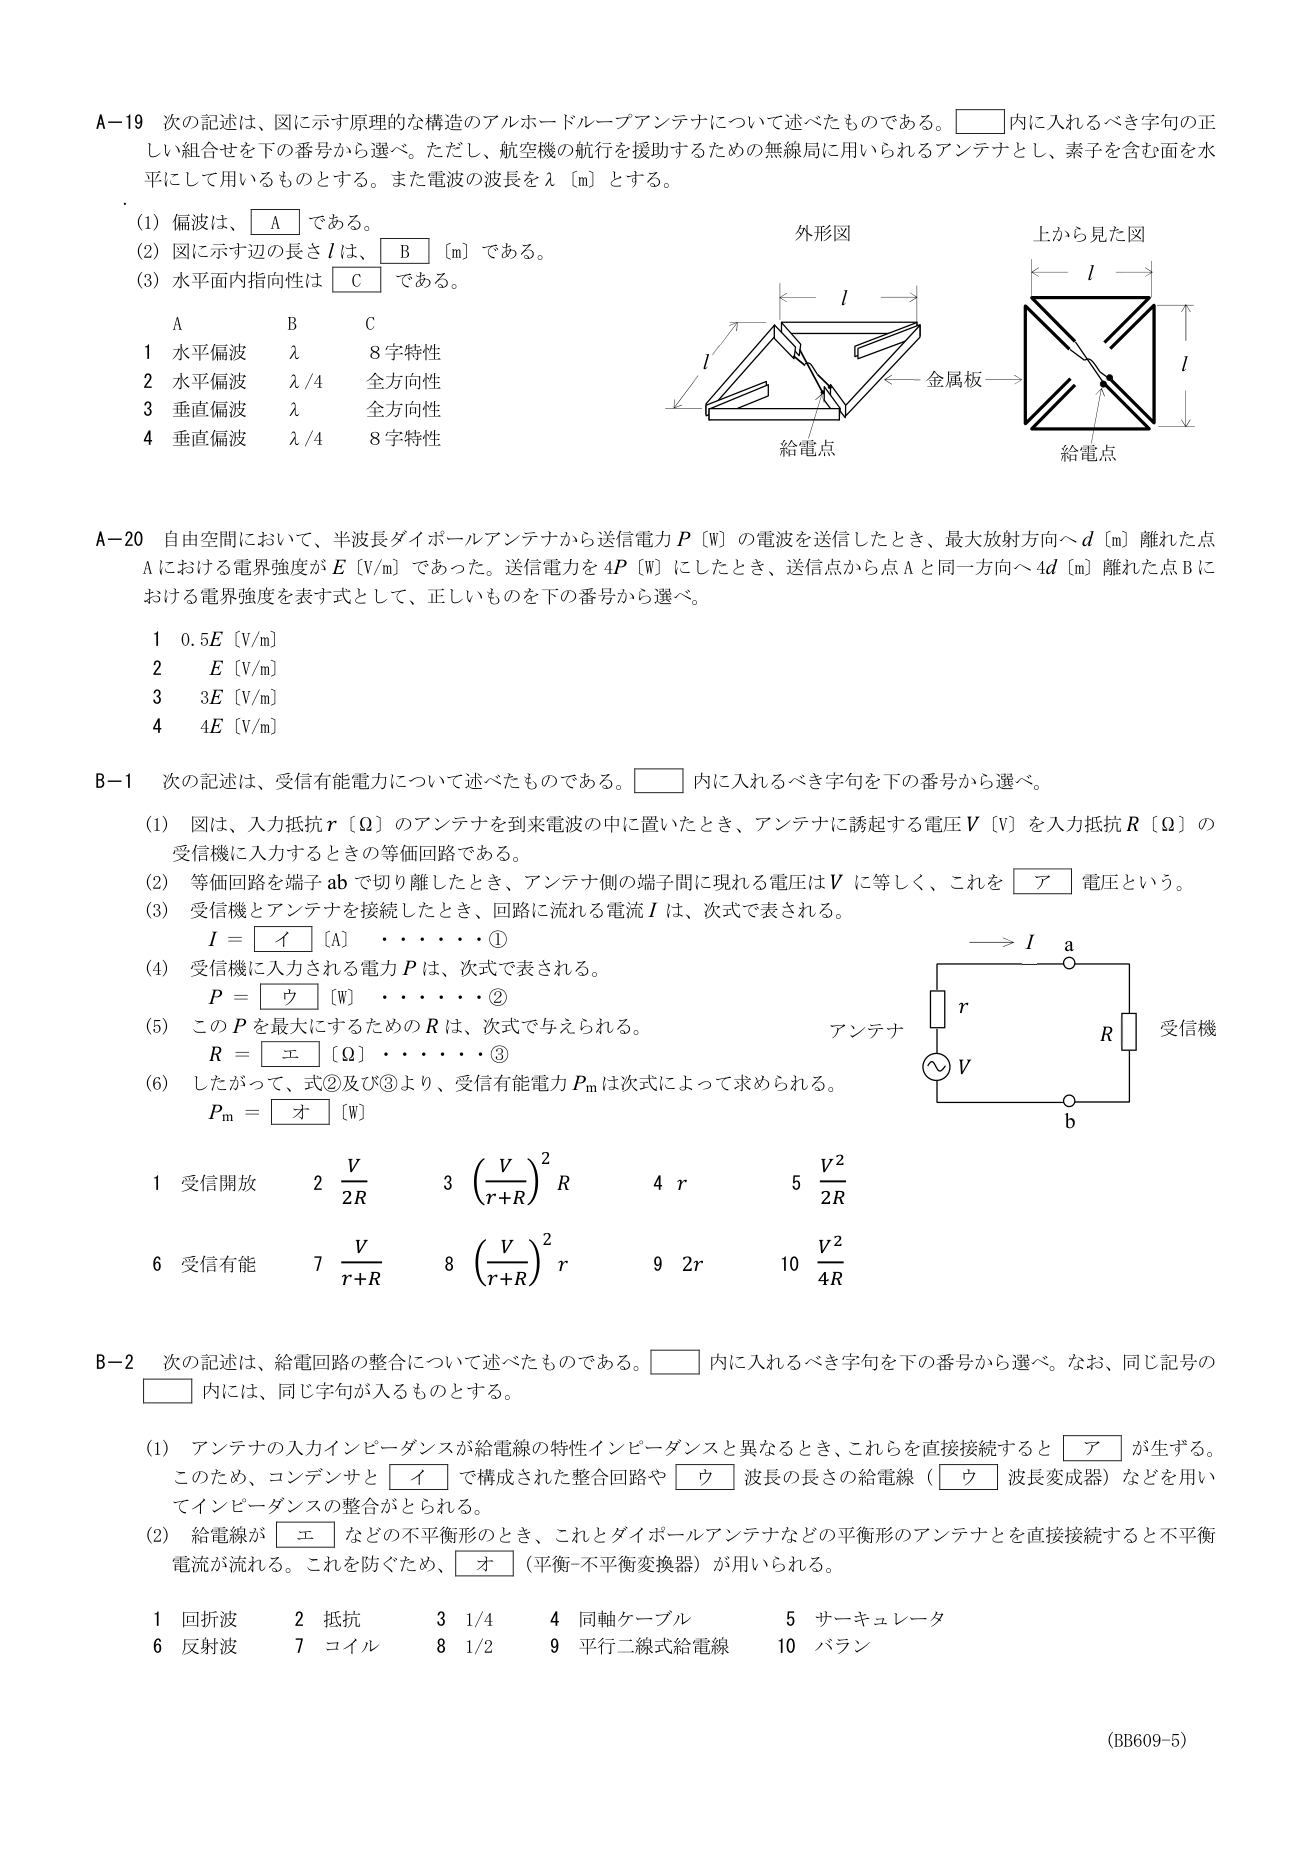 A－19 次の記述は、図に示す原理的な構造のアルホードループアンテナについて述べたものである。 内に入れるべき字句の正
しい組合せを下の番号から選べ。ただし、航空機の航行を援助するための無線局に用いられるアンテナとし、素子を含む面を水
平にして用いるものとする。また電波の波長をλ〔m〕とする。
(1) 偏波は、 A である。
(2) 図に示す辺の長さ l は、 B 〔m〕である。
(3) 水平面内指向性は C である。
A B C
1 水平偏波 λ 8字特性
2 水平偏波 λ/4 全方向性
3 垂直偏波 λ 全方向性
4 垂直偏波 λ/4 8字特性
外形図 上から見た図
l
l
l
l
金属板
給電点
給電点
A－20 自由空間において、半波長ダイポールアンテナから送信電力 P〔W〕の電波を送信したとき、最大放射方向へ d〔m〕離れた点
A における電界強度が E〔V/m〕であった。送信電力を 4P〔W〕にしたとき、送信点から点 A と同一方向へ 4d〔m〕離れた点 B に
おける電界強度を表す式として、正しいものを下の番号から選べ。
1 0.5E〔V/m〕
2 E〔V/m〕
3 3E〔V/m〕
4 4E〔V/m〕
B－1 次の記述は、受信有能電力について述べたものである。 内に入れるべき字句を下の番号から選べ。
(1) 図は、入力抵抗 r〔Ω〕のアンテナを到来電波の中に置いたとき、アンテナに誘起する電圧 V〔V〕を入力抵抗 R〔Ω〕の
受信機に入力するときの等価回路である。
(2) 等価回路を端子 ab で切り離したとき、アンテナ側の端子間に現れる電圧は V に等しく、これを ア 電圧という。
(3) 受信機とアンテナを接続したとき、回路に流れる電流 I は、次式で表される。
I = イ 〔A〕 ・・・・・・①
(4) 受信機に入力される電力 P は、次式で表される。
P = ウ 〔W〕 ・・・・・・②
(5) この P を最大にするための R は、次式で与えられる。
R = エ 〔Ω〕・・・・・・③
(6) したがって、式②及び③より、受信有能電力 Pm は次式によって求められる。
Pm = オ 〔W〕
I a
r
アンテナ
V
R 受信機
b
1 受信開放 2 V/2R 3 (V/(r+R))² R 4 r 5 V²/2R
6 受信有能 7 V/(r+R) 8 (V/(r+R))² r 9 2r 10 V²/4R
B－2 次の記述は、給電回路の整合について述べたものである。 内に入れるべき字句を下の番号から選べ。なお、同じ記号の
内には、同じ字句が入るものとする。
(1) アンテナの入力インピーダンスが給電線の特性インピーダンスと異なるとき、これらを直接接続すると ア が生ずる。
このため、コンデンサと イ で構成された整合回路や ウ 波長の長さの給電線（ ウ 波長変成器）などを用い
てインピーダンスの整合がとられる。
(2) 給電線が エ などの不平衡形のとき、これとダイポールアンテナなどの平衡形のアンテナとを直接接続すると不平衡
電流が流れる。これを防ぐため、 オ （平衡-不平衡変換器）が用いられる。
1 回折波 2 抵抗 3 1/4 4 同軸ケーブル 5 サーキュレータ
6 反射波 7 コイル 8 1/2 9 平行二線式給電線 10 バラン
(BB609-5)